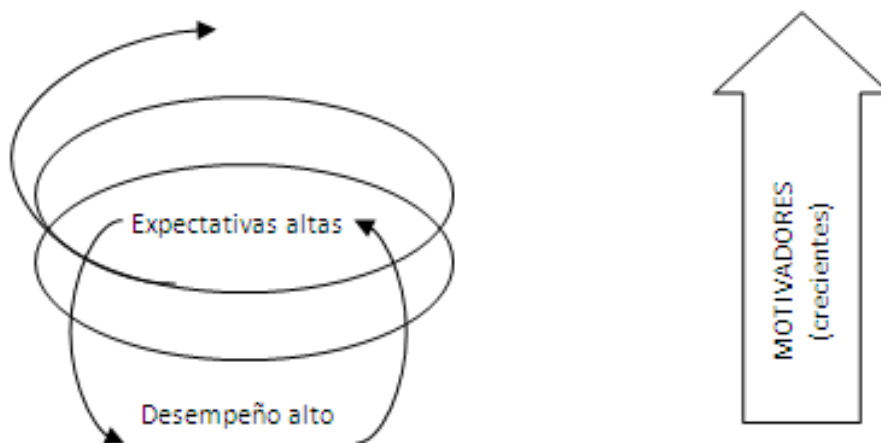 Expectativas altas
Desempeño alto
MOTIVADORES
(crecientes)